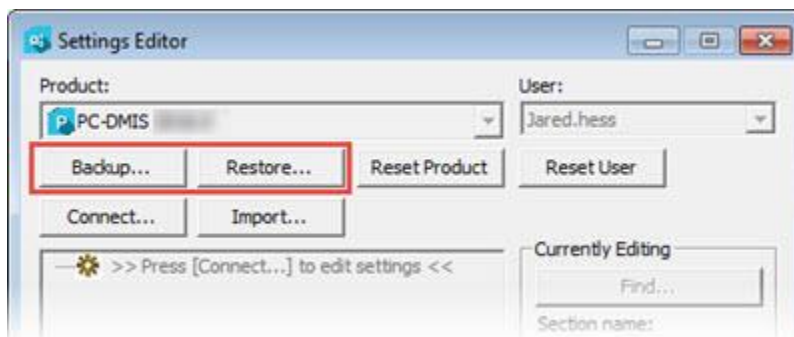 Settings Editor
Product:
User:
PC-DMIS
Jared.hess
Backup...
Restore...
Reset Product
Reset User
Connect...
Import...
>> Press [Connect...] to edit settings <<
Currently Editing
Find...
Section name: